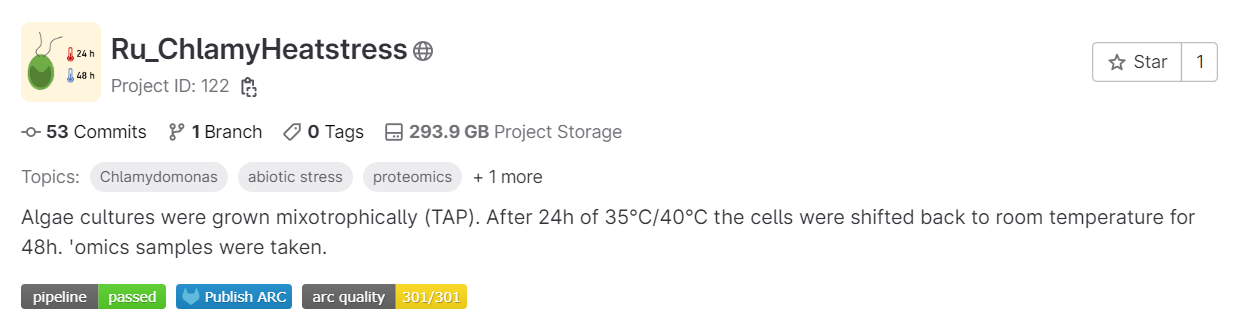 24 h
48 h
Ru_ChlamyHeatstress
Project ID: 122
Star 1
53 Commits 1 Branch 0 Tags 293.9 GB Project Storage
Topics: Chlamydomonas abiotic stress proteomics + 1 more
Algae cultures were grown mixotrophically (TAP). After 24h of 35°C/40°C the cells were shifted back to room temperature for
48h. 'omics samples were taken.
pipeline passed Publish ARC arc quality 301/301